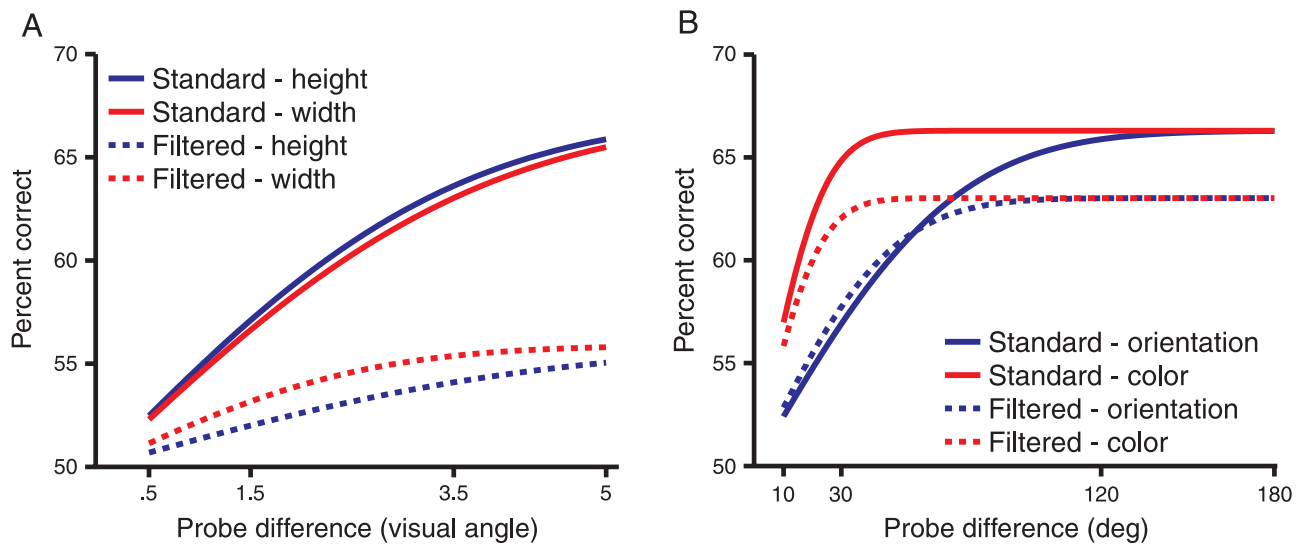 A
70
65
60
55
50
Percent correct
Standard - height
Standard - width
Filtered - height
Filtered - width
.5
1.5
3.5
5
Probe difference (visual angle)
B
70
65
60
55
50
Percent correct
Standard - orientation
Standard - color
Filtered - orientation
Filtered - color
10
30
120
180
Probe difference (deg)